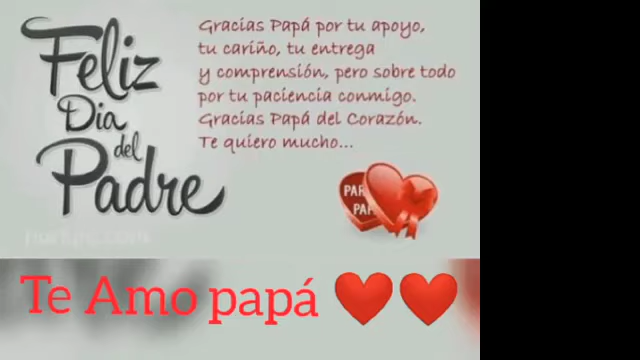 Feliz
Dia
del
Padre
Gracias Papá por tu apoyo,
tu cariño, tu entrega
y comprensión, pero sobre todo
por tu paciencia conmigo.
Gracias Papá del Corazón.
Te quiero mucho...
Te Amo papá ❤️❤️